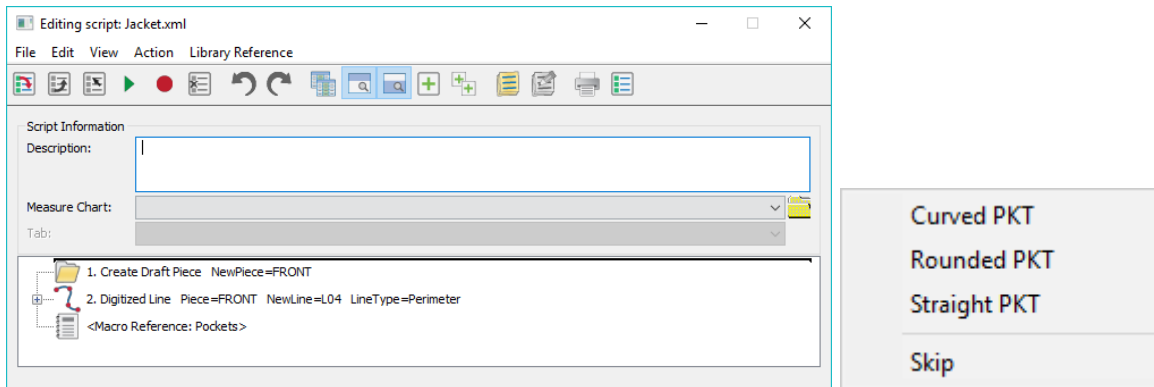 Editing script: Jacket.xml
File Edit View Action Library Reference
Script Information
Description:
Measure Chart:
Tab:
1. Create Draft Piece NewPiece=FRONT
2. Digitized Line Piece=FRONT NewLine=L04 LineType=Perimeter
<Macro Reference: Pockets>
Curved PKT
Rounded PKT
Straight PKT
Skip